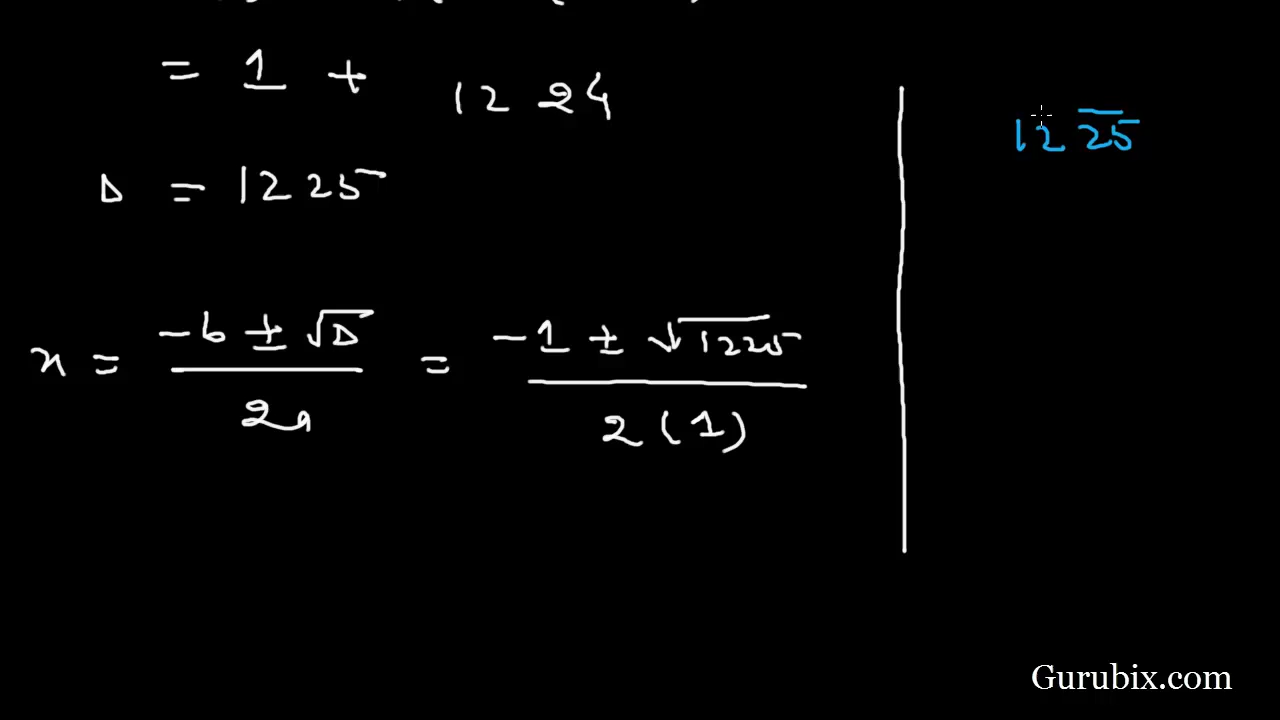 = 1 + 1224
Δ = 1225
x = -b ± √Δ / 2a = -1 ± √1225 / 2(1)
1225
Gurubix.com